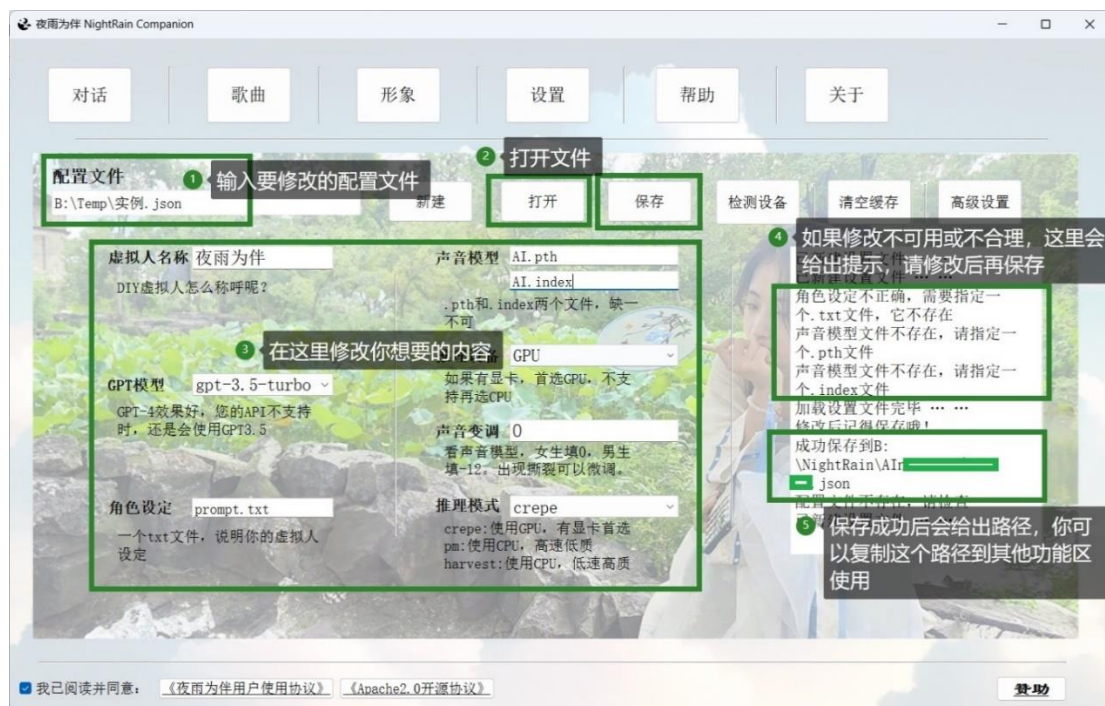 夜雨为伴 NightRain Companion
对话
歌曲
形象
设置
帮助
关于
配置文件
B:\Temp\实例.json
1 输入要修改的配置文件
2 打开文件
新建
打开
保存
检测设备
清空缓存
高级设置
虚拟人名称 夜雨为伴
DIY虚拟人怎么称呼呢?
3 在这里修改你想要的内容
GPT模型 gpt-3.5-turbo
GPT-4效果好,您的API不支持
时,还是会使用GPT3.5
角色设定 prompt.txt
一个txt文件,说明你的虚拟人
设定
声音模型 AI.pth
AI.index
.pth和.index两个文件,缺一
不可
GPU
如果有显卡,首选GPU,不支
持再选CPU
声音变调 0
看声音模型,女生填0,男生
填-12。出现撕裂可以微调。
推理模式 crepe
crepe:使用GPU,有显卡首选
pm:使用CPU,高速低质
harvest:使用CPU,低速高质
4 如果修改不可用或不合理,这里会
给出提示,请修改后再保存
角色设定不正确,需要指定一
个.txt文件,它不存在
声音模型文件不存在,请指定一
个.pth文件
声音模型文件不存在,请指定一
个.index文件
加载设置文件完毕 … …
修改后记得保存哦!
成功保存到B:
\NightRain\AIr
.json
配置文件不存在,请检查
5 保存成功后会给出路径,你可
以复制这个路径到其他功能区
使用
我已阅读并同意:
《夜雨为伴用户使用协议》
《Apache2.0开源协议》
赞助